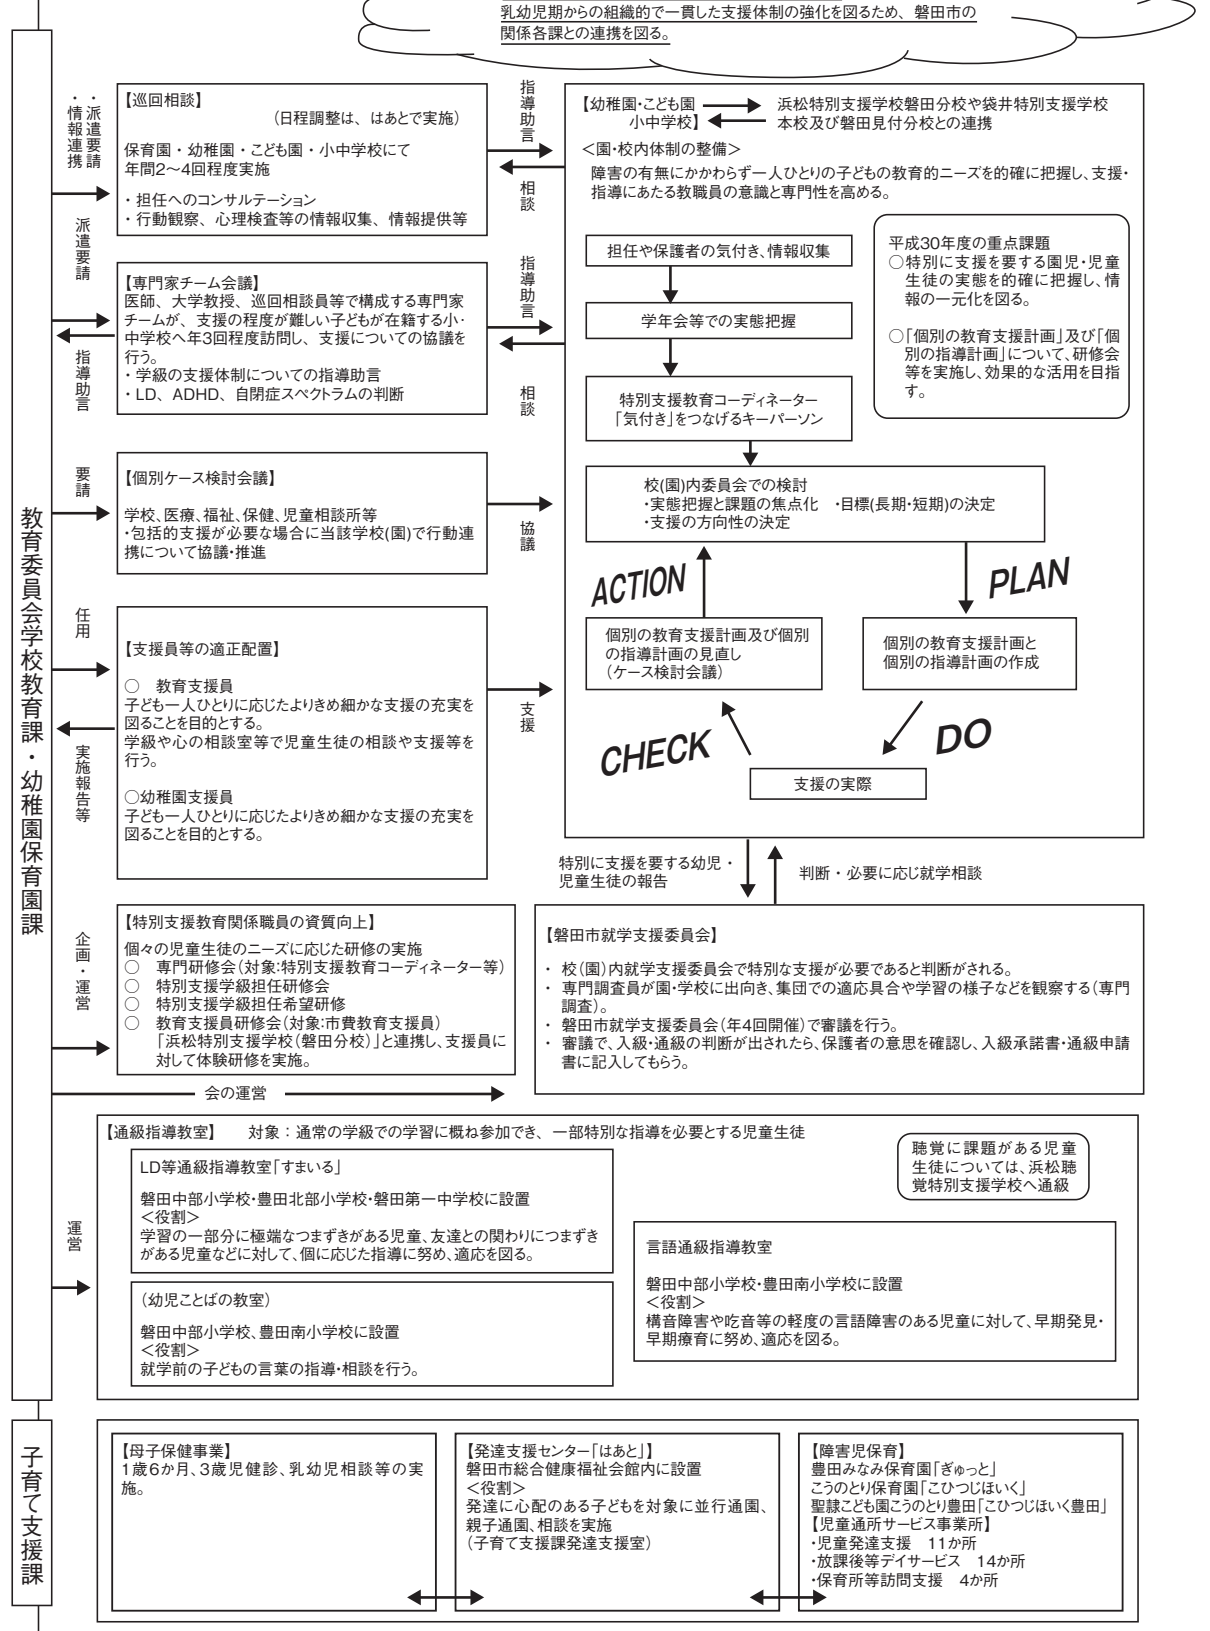 乳幼児期からの組織的で一貫した支援体制の強化を図るため、磐田市の
関係各課との連携を図る。
教育委員会学校教育課・幼稚園保育園課
・派遣要請
・情報連携
【巡回相談】
（日程調整は、はあとで実施）
保育園・幼稚園・こども園・小中学校にて
年間2～4回程度実施
・担任へのコンサルテーション
・行動観察、心理検査等の情報収集、情報提供等
指導助言
相談
派遣要請
指導助言
【専門家チーム会議】
医師、大学教授、巡回相談員等で構成する専門家
チームが、支援の程度が難しい子どもが在籍する小・
中学校へ年3回程度訪問し、支援についての協議を
行う。
・学級の支援体制についての指導助言
・LD、ADHD、自閉症スペクトラムの判断
指導助言
相談
要請
【個別ケース検討会議】
学校、医療、福祉、保健、児童相談所等
・包括的支援が必要な場合に当該学校(園)で行動連
携について協議・推進
協議
任用
実施報告等
【支援員等の適正配置】
○　教育支援員
子ども一人ひとりに応じたよりきめ細かな支援の充実を
図ることを目的とする。
学級や心の相談室等で児童生徒の相談や支援等を
行う。
○幼稚園支援員
子ども一人ひとりに応じたよりきめ細かな支援の充実を
図ることを目的とする。
支援
【幼稚園・こども園
小中学校】
浜松特別支援学校磐田分校や袋井特別支援学校
本校及び磐田見付分校との連携
＜園・校内体制の整備＞
障害の有無にかかわらず一人ひとりの子どもの教育的ニーズを的確に把握し、支援・
指導にあたる教職員の意識と専門性を高める。
担任や保護者の気付き、情報収集
学年会等での実態把握
特別支援教育コーディネーター
「気付き」をつなげるキーパーソン
平成30年度の重点課題
○特別に支援を要する園児・児童
生徒の実態を的確に把握し、情
報の一元化を図る。
○「個別の教育支援計画」及び「個
別の指導計画」について、研修会
等を実施し、効果的な活用を目指
す。
校(園)内委員会での検討
・実態把握と課題の焦点化　・目標(長期・短期)の決定
・支援の方向性の決定
ACTION
PLAN
個別の教育支援計画及び個別
の指導計画の見直し
（ケース検討会議）
個別の教育支援計画と
個別の指導計画の作成
CHECK
DO
支援の実際
特別に支援を要する幼児・
児童生徒の報告
判断・必要に応じ就学相談
企画・運営
【特別支援教育関係職員の資質向上】
個々の児童生徒のニーズに応じた研修の実施
○　専門研修会（対象:特別支援教育コーディネーター等）
○　特別支援学級担任研修会
○　特別支援学級担任希望研修
○　教育支援員研修会（対象:市費教育支援員）
「浜松特別支援学校（磐田分校）」と連携し、支援員に
対して体験研修を実施。
会の運営
【磐田市就学支援委員会】
・ 校（園）内就学支援委員会で特別な支援が必要であると判断がされる。
・ 専門調査員が園・学校に出向き、集団での適応具合や学習の様子などを観察する（専門
調査）。
・ 磐田市就学支援委員会（年4回開催）で審議を行う。
・ 審議で、入級・通級の判断が出されたら、保護者の意思を確認し、入級承諾書・通級申請
書に記入してもらう。
運営
【通級指導教室】　対象：通常の学級での学習に概ね参加でき、一部特別な指導を必要とする児童生徒
LD等通級指導教室「すまいる」
磐田中部小学校・豊田北部小学校・磐田第一中学校に設置
＜役割＞
学習の一部分に極端なつまずきがある児童、友達との関わりにつまずき
がある児童などに対して、個に応じた指導に努め、適応を図る。
（幼児ことばの教室）
磐田中部小学校、豊田南小学校に設置
＜役割＞
就学前の子どもの言葉の指導・相談を行う。
聴覚に課題がある児童
生徒については、浜松聴
覚特別支援学校へ通級
言語通級指導教室
磐田中部小学校・豊田南小学校に設置
＜役割＞
構音障害や吃音等の軽度の言語障害のある児童に対して、早期発見・
早期療育に努め、適応を図る。
子育て支援課
【母子保健事業】
1歳6か月、3歳児健診、乳幼児相談等の実
施。
【発達支援センター「はあと」】
磐田市総合健康福祉会館内に設置
＜役割＞
発達に心配のある子どもを対象に並行通園、
親子通園、相談を実施
（子育て支援課発達支援室）
【障害児保育】
豊田みなみ保育園「ぎゅっと」
こうのとり保育園「こひつじほいく」
聖隷こども園こうのとり豊田「こひつじほいく豊田」
【児童通所サービス事業所】
・児童発達支援　11か所
・放課後等デイサービス　14か所
・保育所等訪問支援　4か所